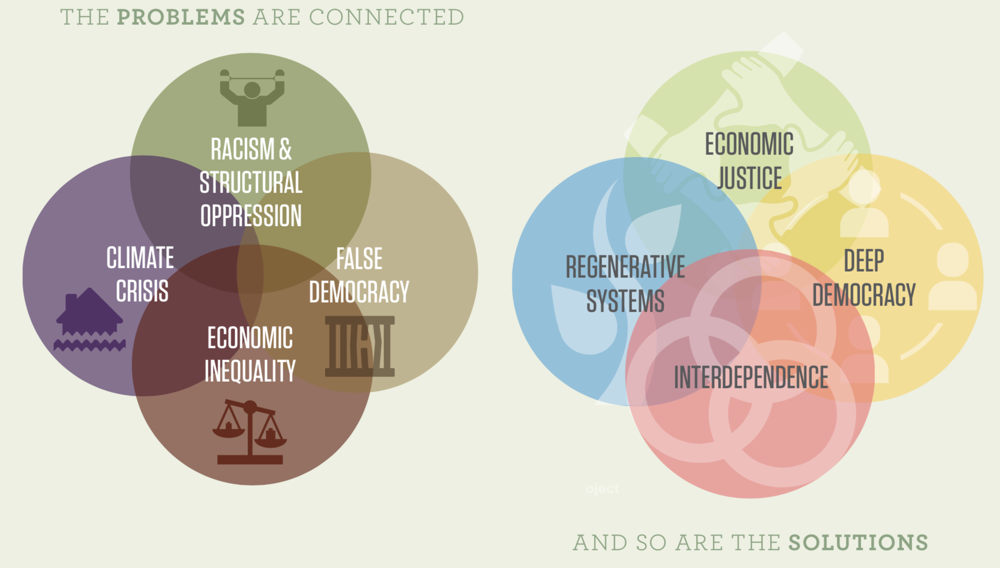 THE PROBLEMS ARE CONNECTED
RACISM &
STRUCTURAL
OPPRESSION
CLIMATE
CRISIS
FALSE
DEMOCRACY
ECONOMIC
INEQUALITY
ECONOMIC
JUSTICE
REGENERATIVE
SYSTEMS
DEEP
DEMOCRACY
INTERDEPENDENCE
oject
AND SO ARE THE SOLUTIONS